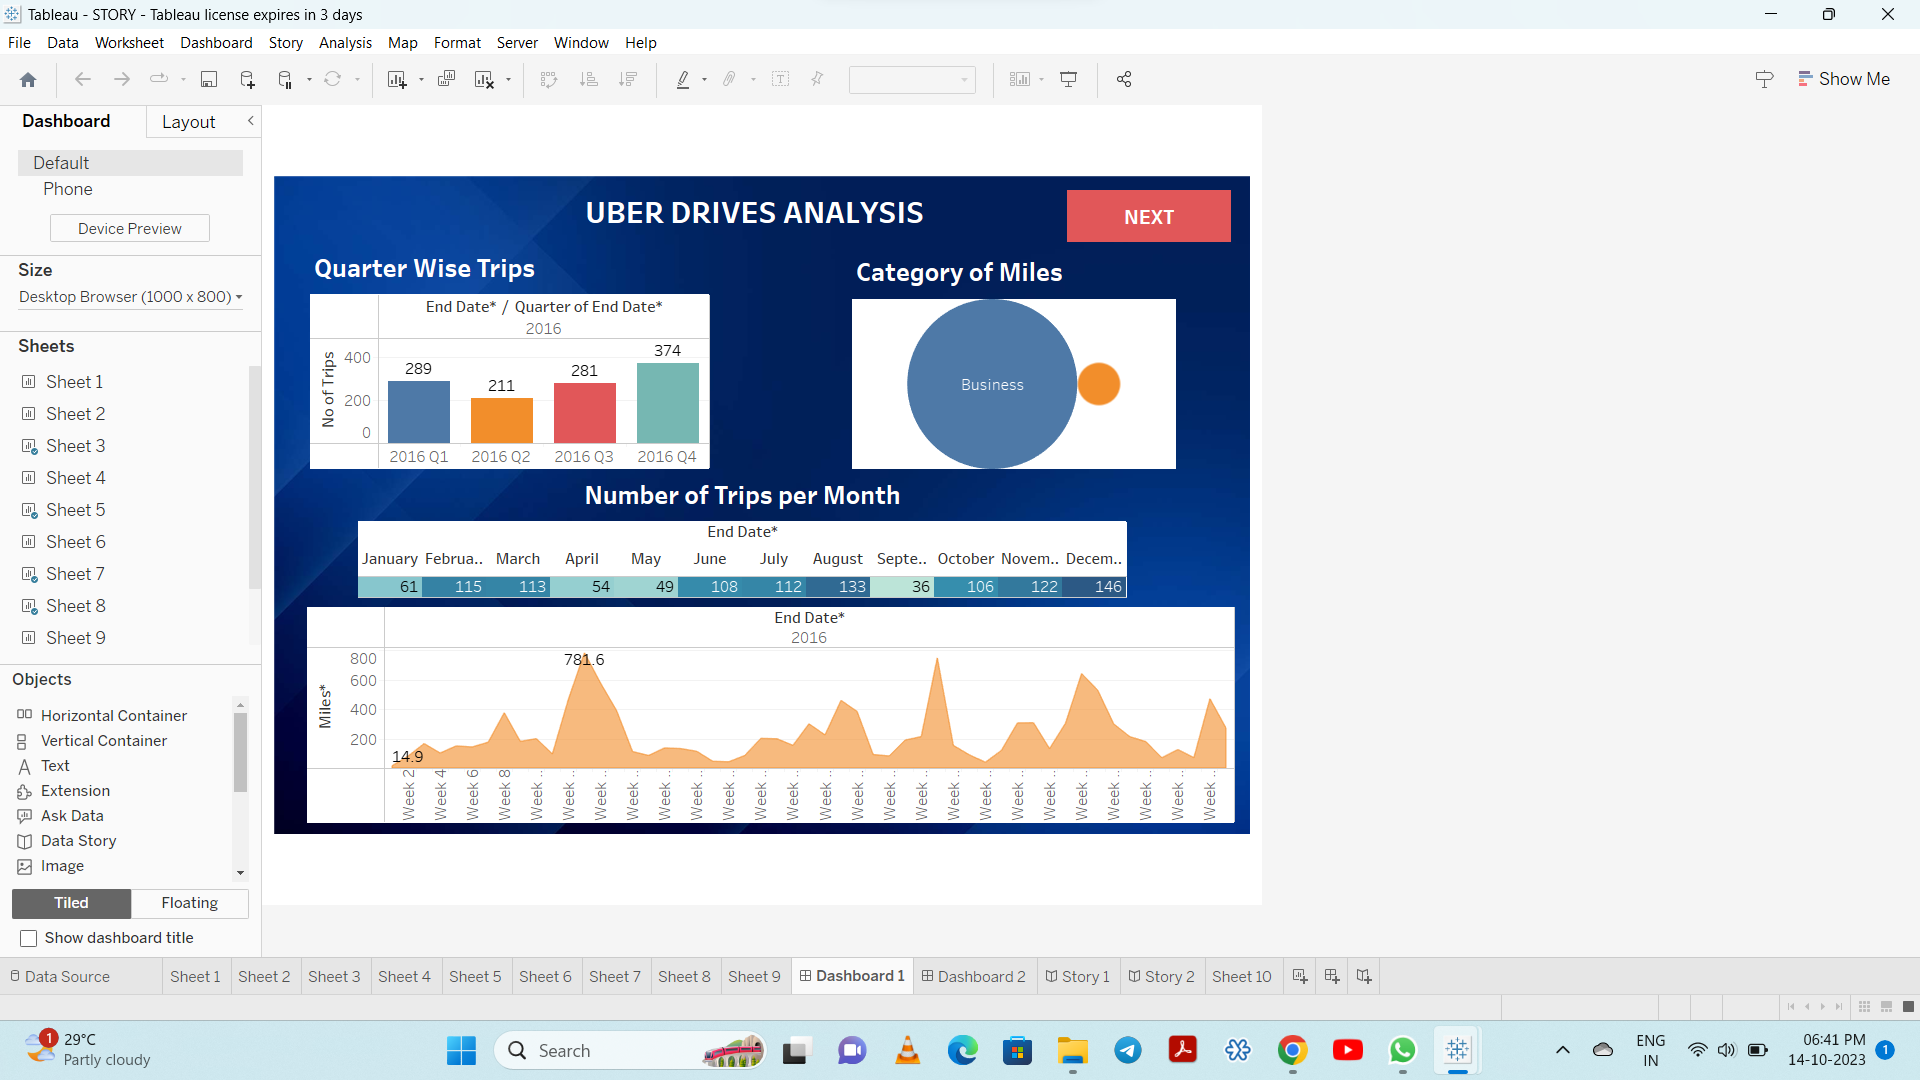 Tableau - STORY - Tableau license expires in 3 days
File Data Worksheet Dashboard Story Analysis Map Format Server Window Help
Show Me
Dashboard Layout
Default
Phone
Device Preview
Size
Desktop Browser (1000 x 800)
Sheets
Sheet 1
Sheet 2
Sheet 3
Sheet 4
Sheet 5
Sheet 6
Sheet 7
Sheet 8
Sheet 9
Objects
Horizontal Container
Vertical Container
Text
Extension
Ask Data
Data Story
Image
Tiled Floating
Show dashboard title
UBER DRIVES ANALYSIS
NEXT
Quarter Wise Trips
End Date* / Quarter of End Date*
2016
No of Trips
400
200
0
289
211
281
374
2016 Q1 2016 Q2 2016 Q3 2016 Q4
Category of Miles
Business
Number of Trips per Month
End Date*
January Februa.. March April May June July August Septe.. October Novem.. Decem..
61 115 113 54 49 108 112 133 36 106 122 146
End Date*
2016
Miles*
800
600
400
200
781.6
14.9
Week 2 Week 4 Week 6 Week 8 Week .. Week .. Week .. Week .. Week .. Week .. Week .. Week .. Week .. Week .. Week .. Week .. Week .. Week .. Week .. Week .. Week .. Week .. Week .. Week .. Week .. Week ..
Data Source Sheet 1 Sheet 2 Sheet 3 Sheet 4 Sheet 5 Sheet 6 Sheet 7 Sheet 8 Sheet 9 Dashboard 1 Dashboard 2 Story 1 Story 2 Sheet 10
1
29°C
Partly cloudy
Search
ENG
IN
06:41 PM
14-10-2023
1